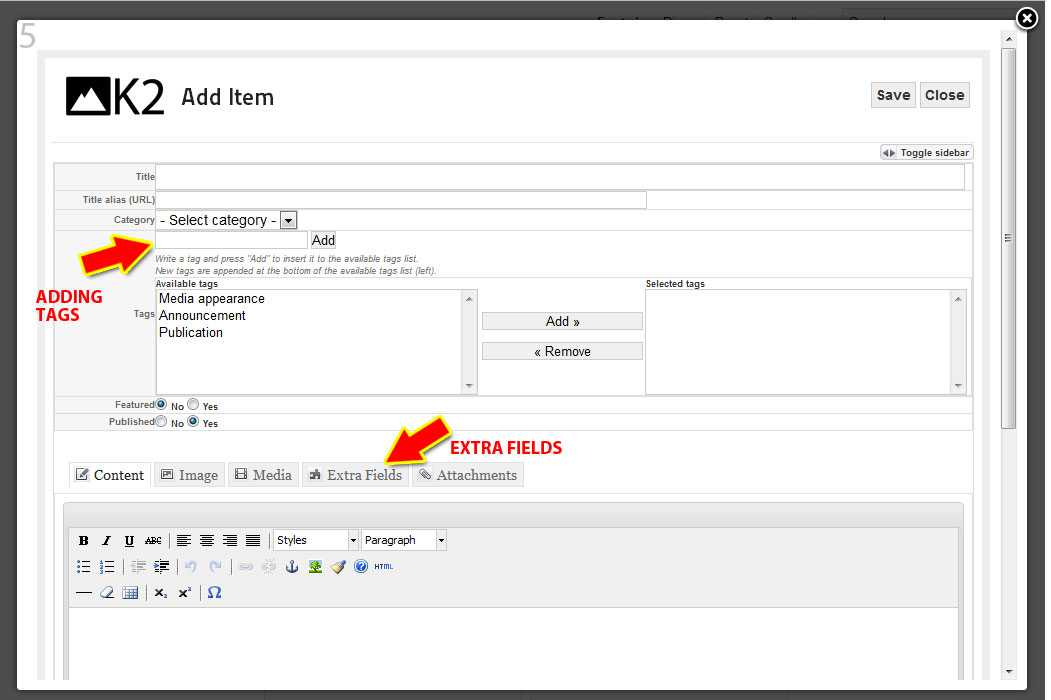 5
K2 Add Item
Save Close
Toggle sidebar
Title
Title alias (URL)
Category - Select category -
Add
Write a tag and press "Add" to insert it to the available tags list.
New tags are appended at the bottom of the available tags list (left).
ADDING
TAGS
Available tags Selected tags
Tags
Media appearance
Announcement
Publication
Add »
« Remove
Featured No Yes
Published No Yes
EXTRA FIELDS
Content Image Media Extra Fields Attachments
B I U ABC Styles Paragraph
HTML
X₂ X² Ω